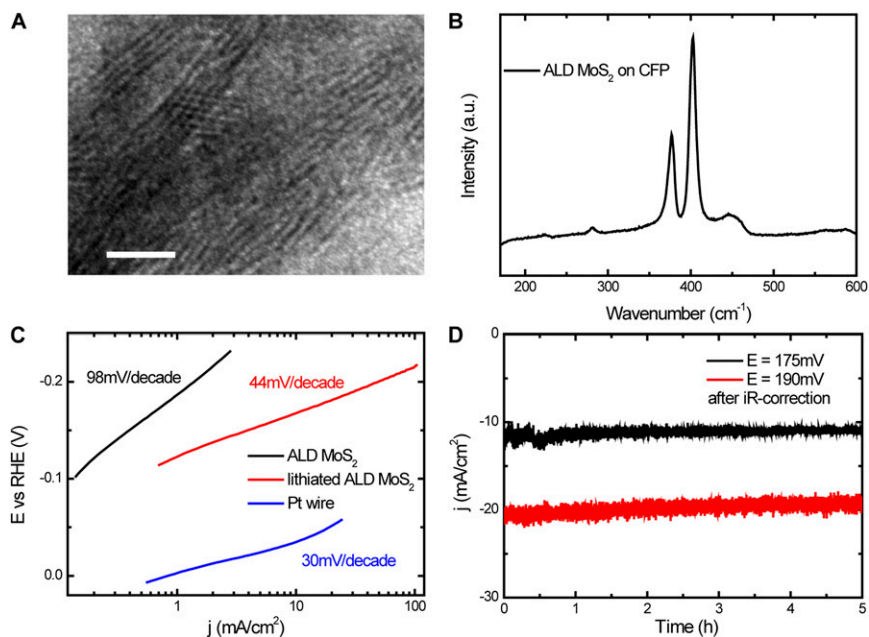 A
B
ALD MoS₂ on CFP
Intensity (a.u.)
200
300
400
500
600
Wavenumber (cm⁻¹)
C
98mV/decade
44mV/decade
-0.2
-0.1
0.0
E vs RHE (V)
ALD MoS₂
lithiated ALD MoS₂
Pt wire
30mV/decade
1
10
100
j (mA/cm²)
D
0
-10
-20
-30
j (mA/cm²)
E = 175mV
E = 190mV
after iR-correction
0
1
2
3
4
5
Time (h)